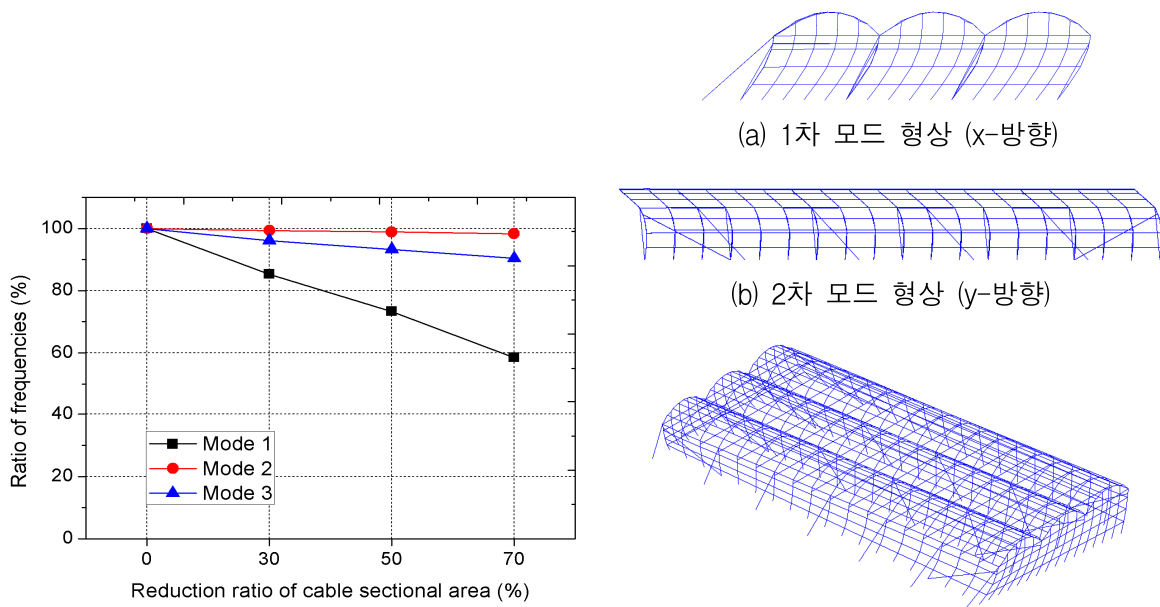 (a) 1차 모드 형상 (x-방향)
(b) 2차 모드 형상 (y-방향)
Ratio of frequencies (%)
100
80
60
40
20
0
Mode 1
Mode 2
Mode 3
0 30 50 70
Reduction ratio of cable sectional area (%)